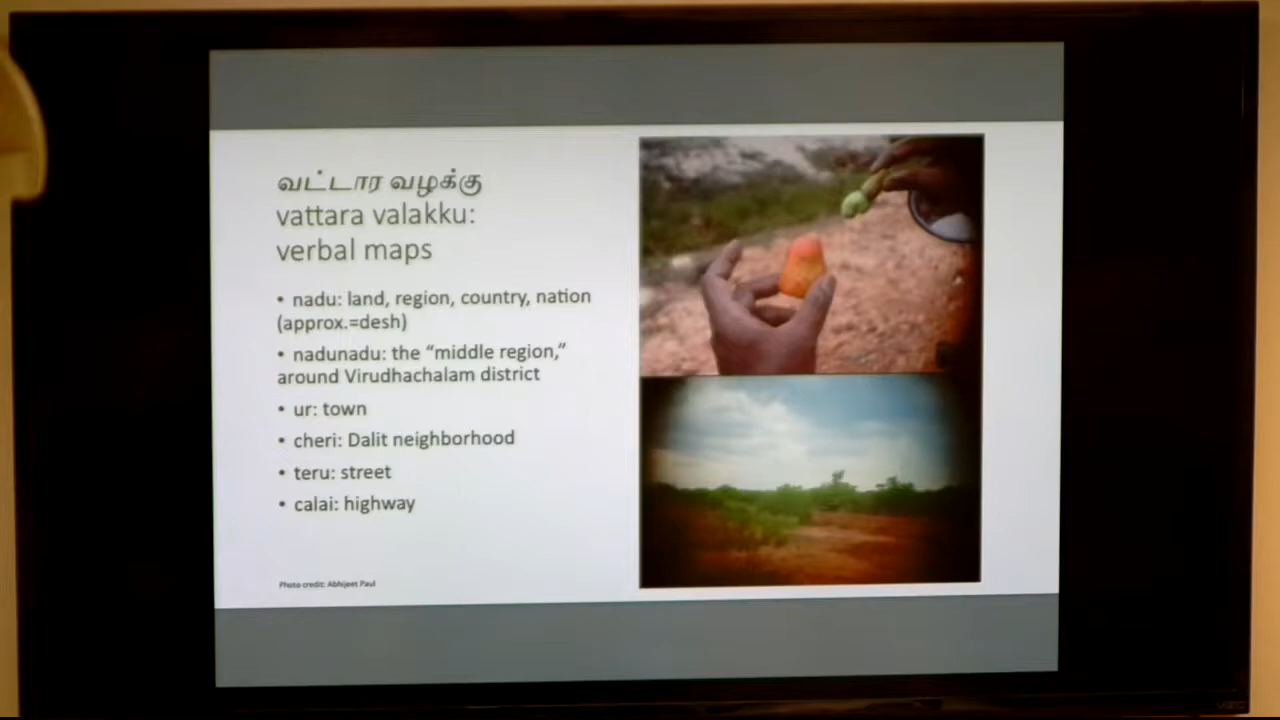 வட்டார வழக்கு
vattara valakku:
verbal maps
• nadu: land, region, country, nation
(approx.=desh)
• nadunadu: the “middle region,”
around Virudhachalam district
• ur: town
• cheri: Dalit neighborhood
• teru: street
• calai: highway
Photo credit: Abhijeet Paul
VIZIO